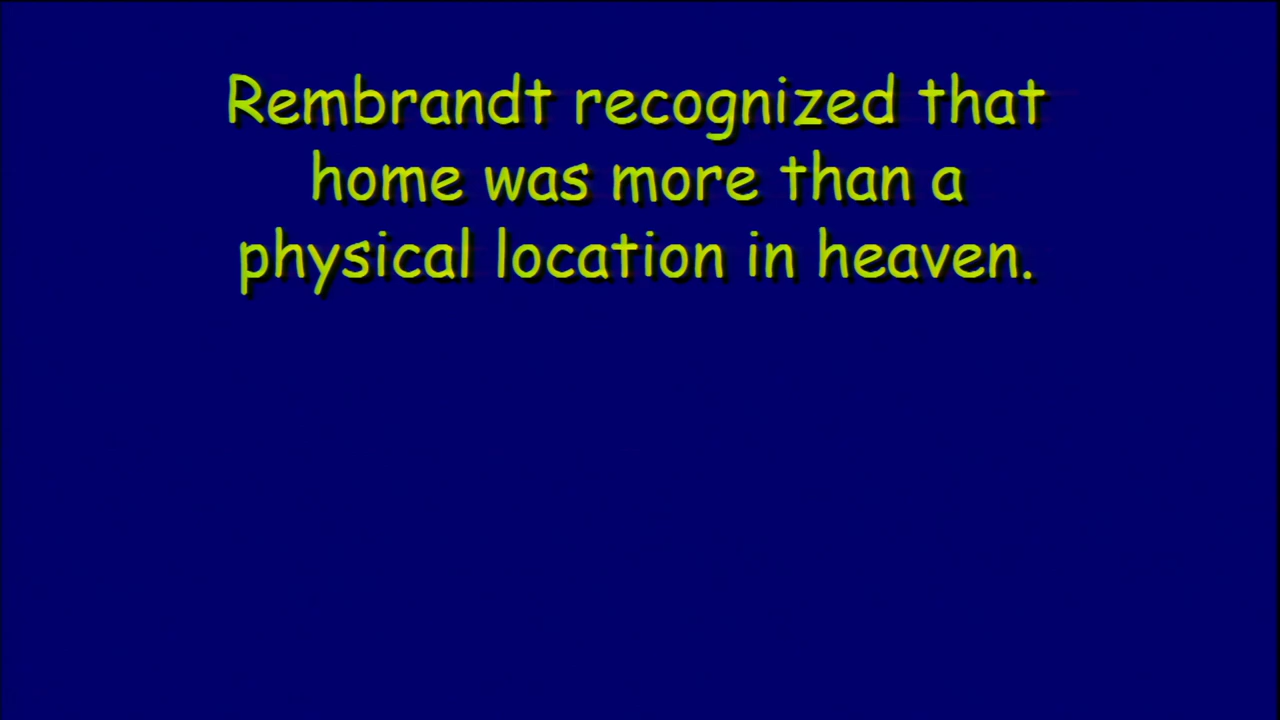 Rembrandt recognized that
home was more than a
physical location in heaven.